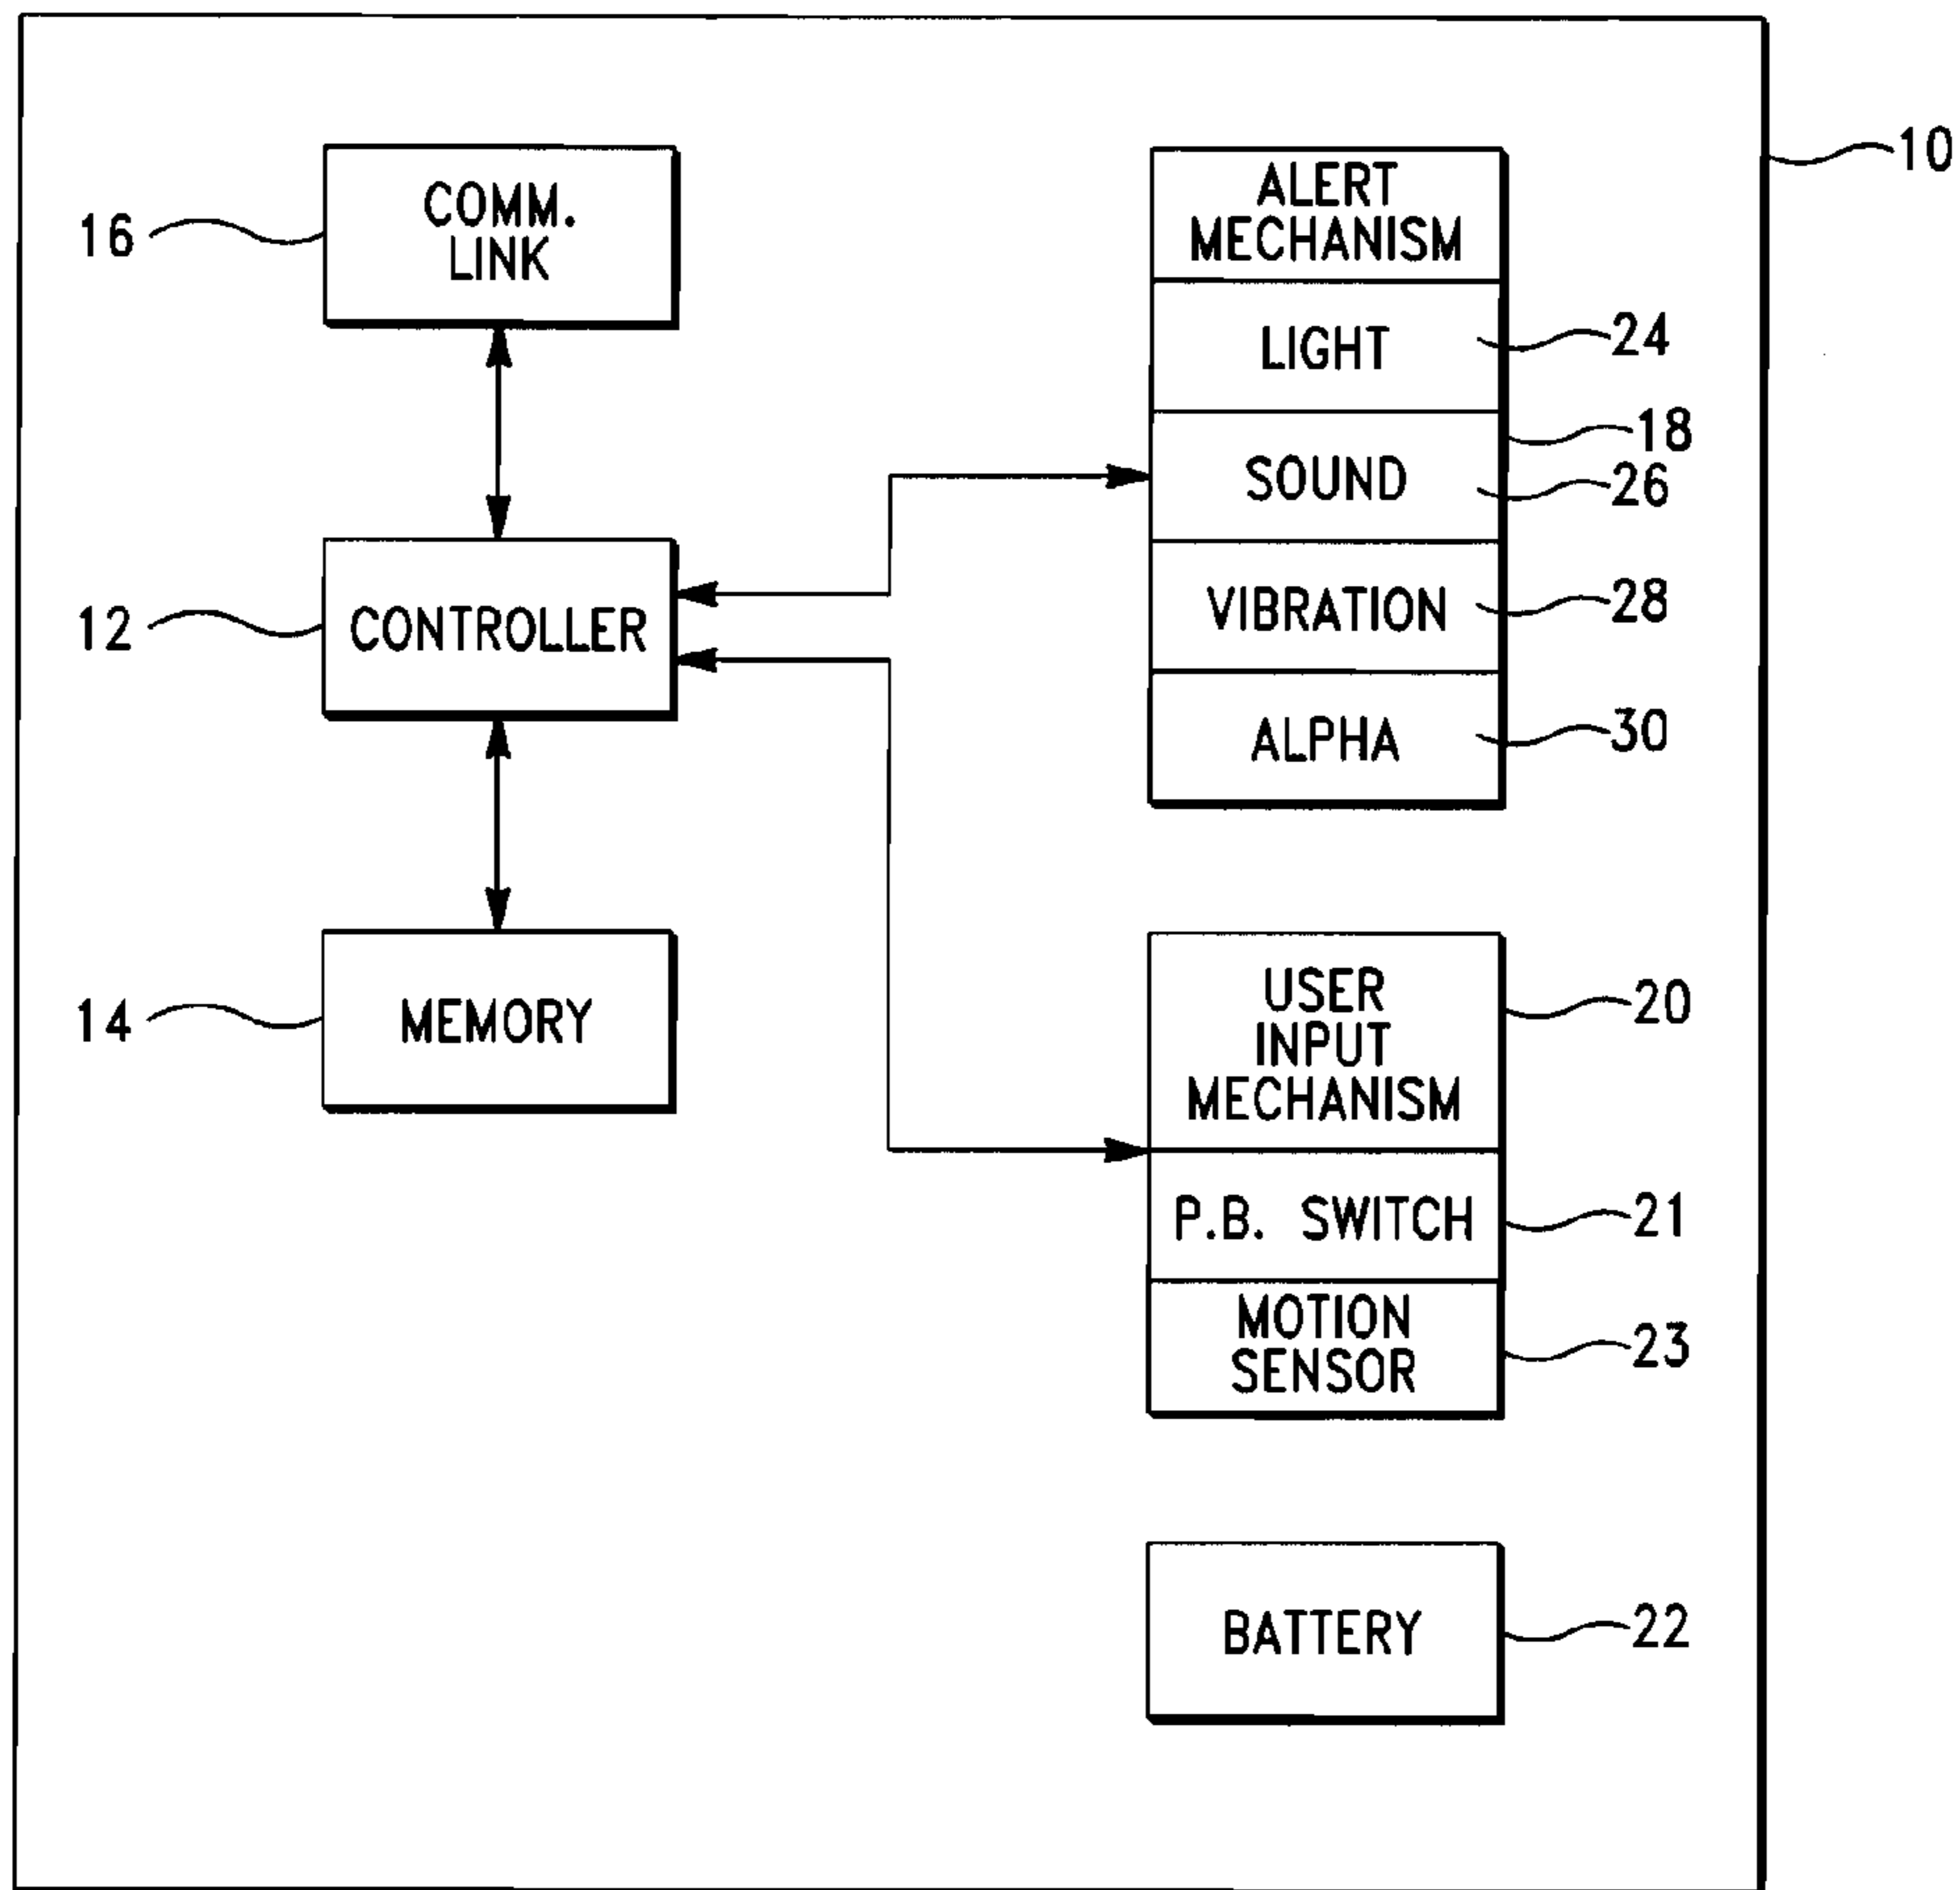 10
16
COMM.
LINK
ALERT
MECHANISM
LIGHT
24
18
SOUND
26
12
CONTROLLER
VIBRATION
28
ALPHA
30
14
MEMORY
USER
INPUT
MECHANISM
20
P.B. SWITCH
21
MOTION
SENSOR
23
BATTERY
22